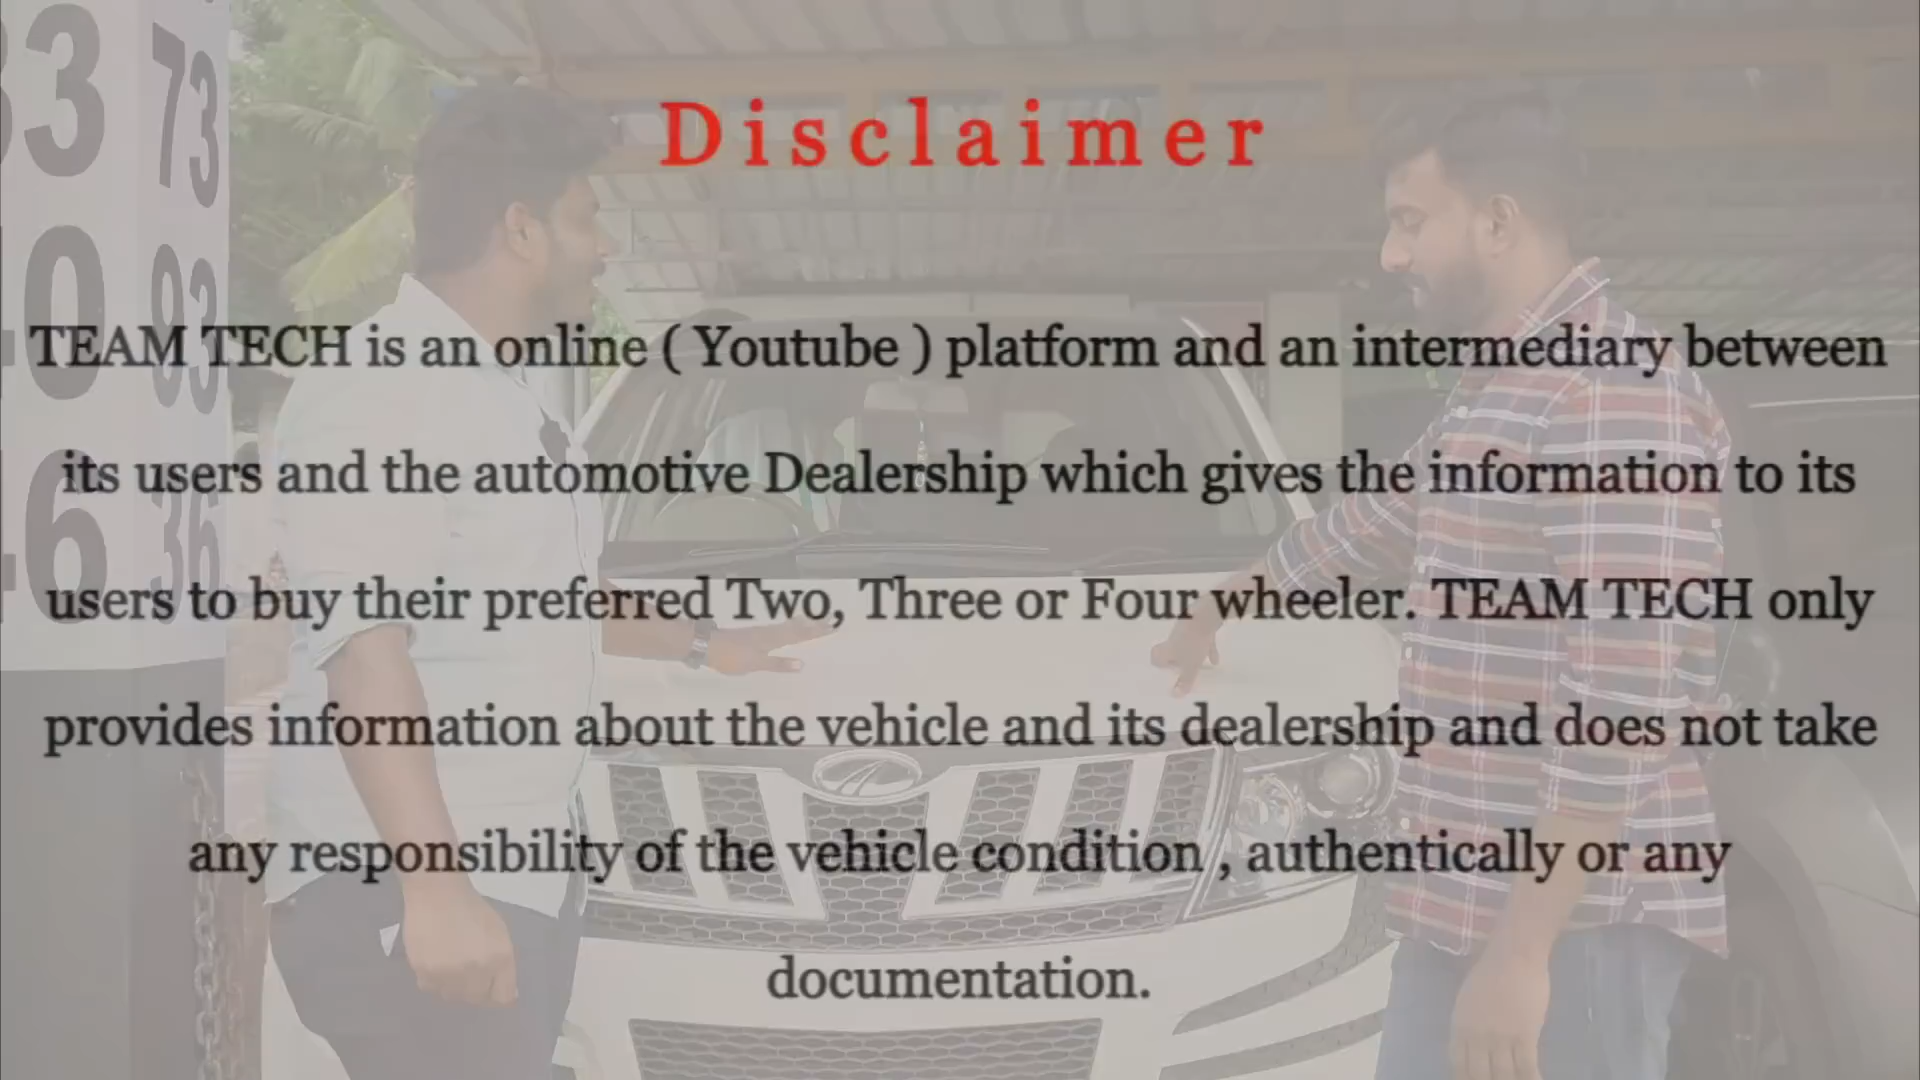 Disclaimer
TEAM TECH is an online ( Youtube ) platform and an intermediary between
its users and the automotive Dealership which gives the information to its
users to buy their preferred Two, Three or Four wheeler. TEAM TECH only
provides information about the vehicle and its dealership and does not take
any responsibility of the vehicle condition , authentically or any
documentation.
73
83
36